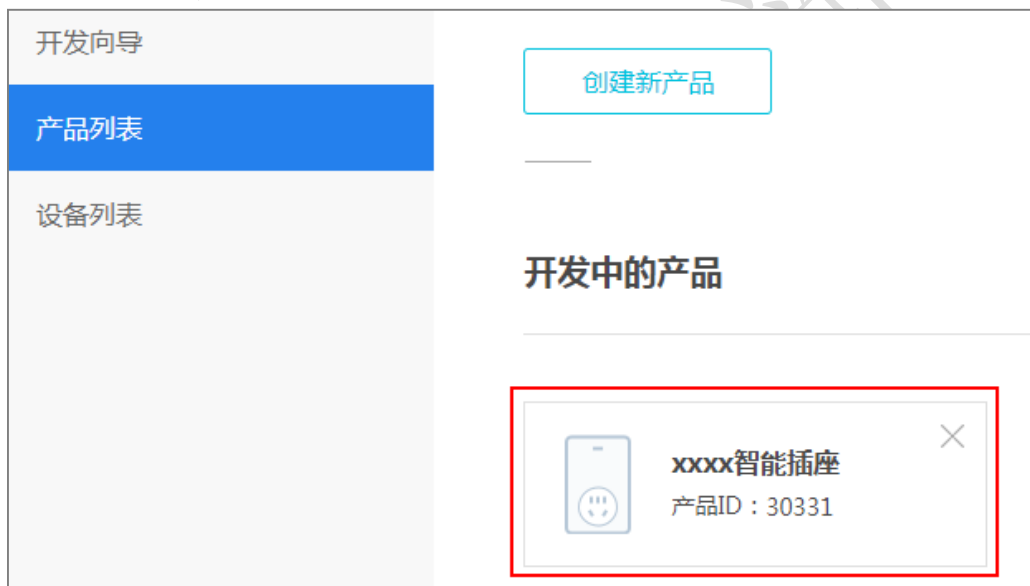 开发向导
创建新产品
产品列表
设备列表
开发中的产品
xxxx智能插座
产品ID：30331